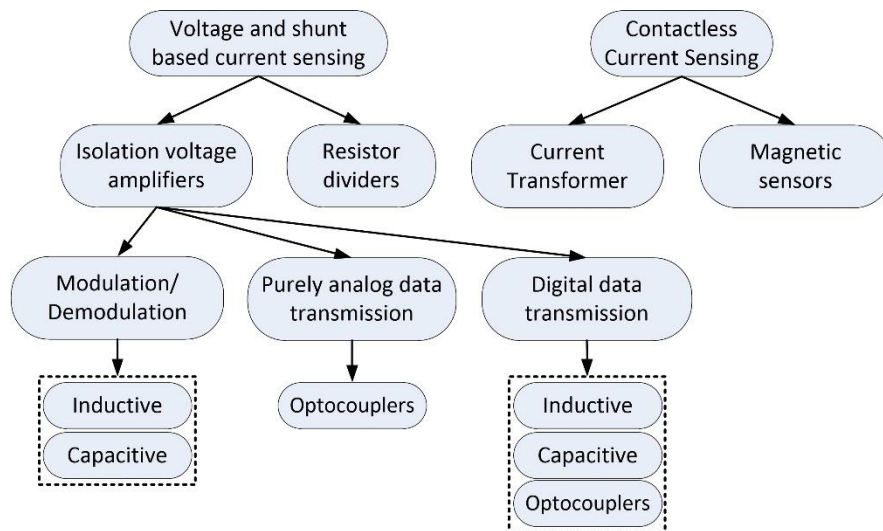 Voltage and shunt
based current sensing
Contactless
Current Sensing
Isolation voltage
amplifiers
Resistor
dividers
Current
Transformer
Magnetic
sensors
Modulation/
Demodulation
Purely analog data
transmission
Digital data
transmission
Inductive
Capacitive
Optocouplers
Inductive
Capacitive
Optocouplers